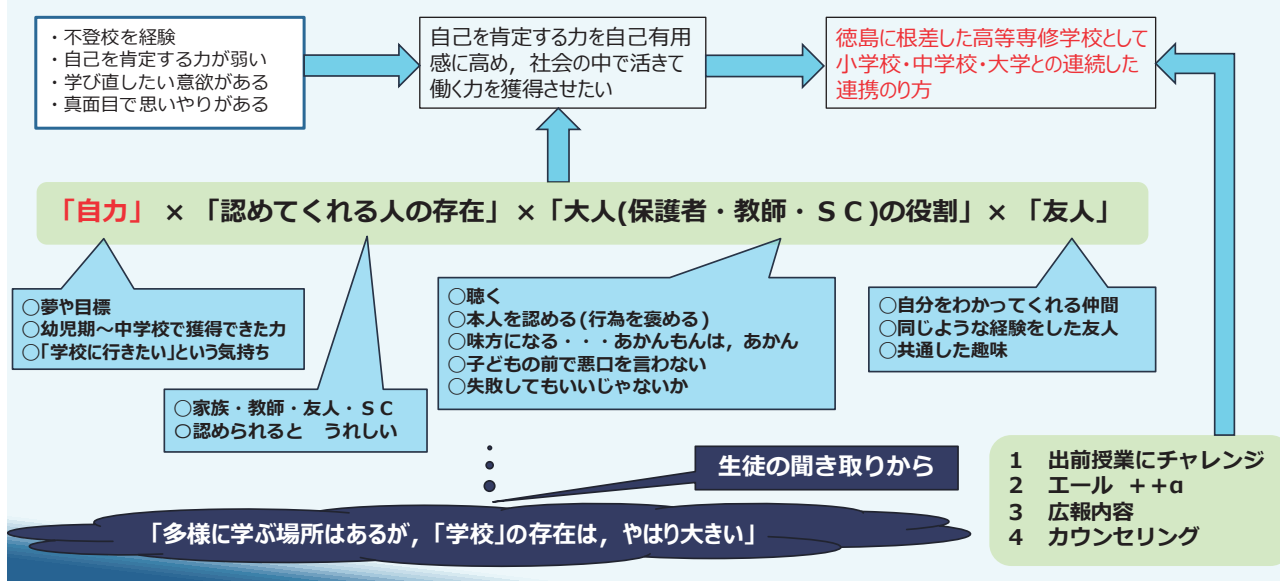 ・不登校を経験
・自己を肯定する力が弱い
・学び直したい意欲がある
・真面目で思いやりがある
自己を肯定する力を自己有用
感に高め，社会の中で活きて
働く力を獲得させたい
徳島に根差した高等専修学校として
小学校・中学校・大学との連続した
連携のり方
「自力」 × 「認めてくれる人の存在」×「大人(保護者・教師・ＳＣ)の役割」× 「友人」
○夢や目標
○幼児期～中学校で獲得できた力
○「学校に行きたい」という気持ち
○家族・教師・友人・ＳＣ
○認められると　うれしい
○聴く
○本人を認める(行為を褒める)
○味方になる・・・あかんもんは，あかん
○子どもの前で悪口を言わない
○失敗してもいいじゃないか
○自分をわかってくれる仲間
○同じような経験をした友人
○共通した趣味
生徒の聞き取りから
「多様に学ぶ場所はあるが，「学校」の存在は，やはり大きい」
1　出前授業にチャレンジ
2　エール ＋＋α
3　広報内容
4　カウンセリング